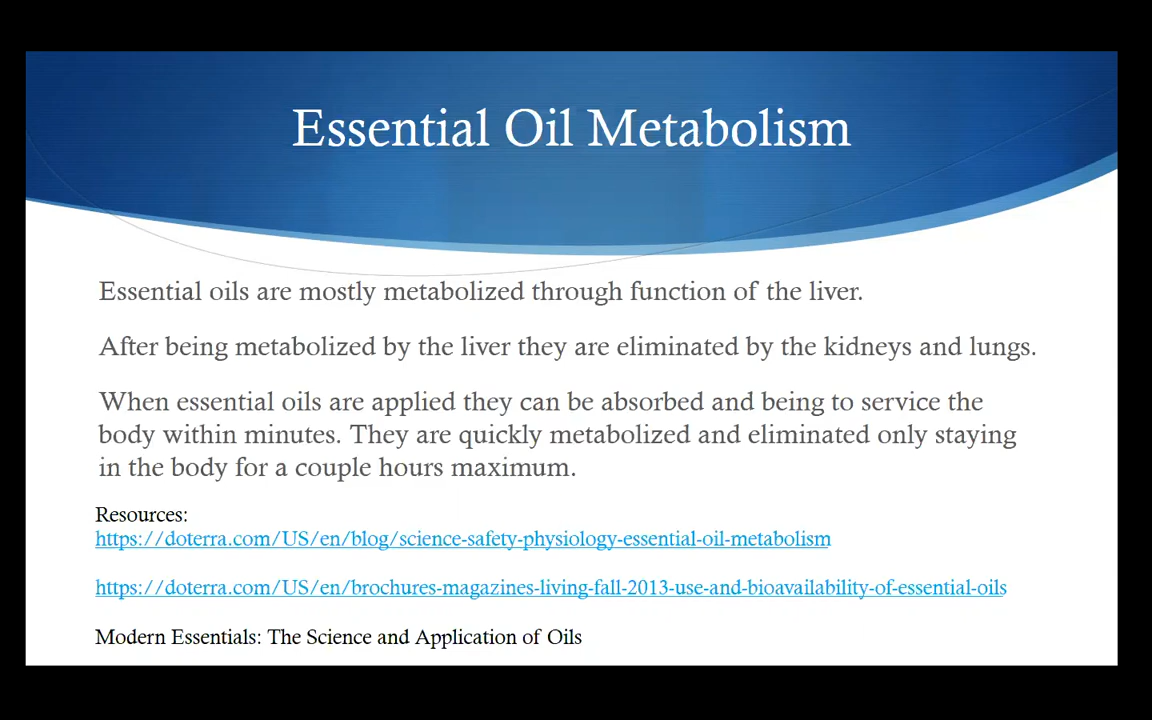 Essential Oil Metabolism
Essential oils are mostly metabolized through function of the liver.
After being metabolized by the liver they are eliminated by the kidneys and lungs.
When essential oils are applied they can be absorbed and being to service the
body within minutes. They are quickly metabolized and eliminated only staying
in the body for a couple hours maximum.
Resources:
https://doterra.com/US/en/blog/science-safety-physiology-essential-oil-metabolism
https://doterra.com/US/en/brochures-magazines-living-fall-2013-use-and-bioavailability-of-essential-oils
Modern Essentials: The Science and Application of Oils